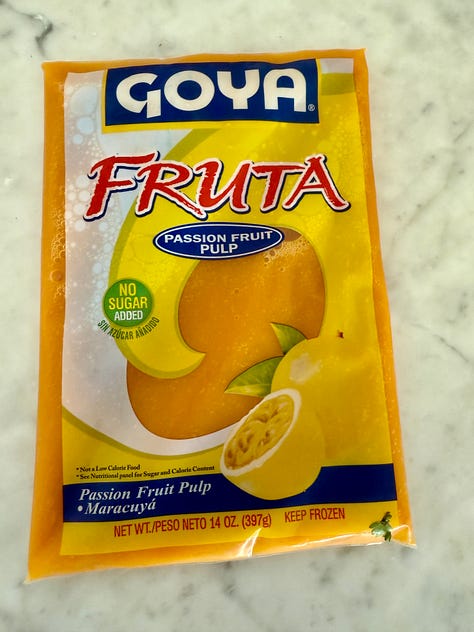 GOYA®
FRUTA
PASSION FRUIT
PULP
NO
SUGAR
ADDED
SIN AZÚCAR AÑADIDO
*Not a Low Calorie Food
*See Nutritional panel for Sugar and Calorie Content
Passion Fruit Pulp
•Maracuyá
NET WT./PESO NETO 14 OZ. (397g) KEEP FROZEN